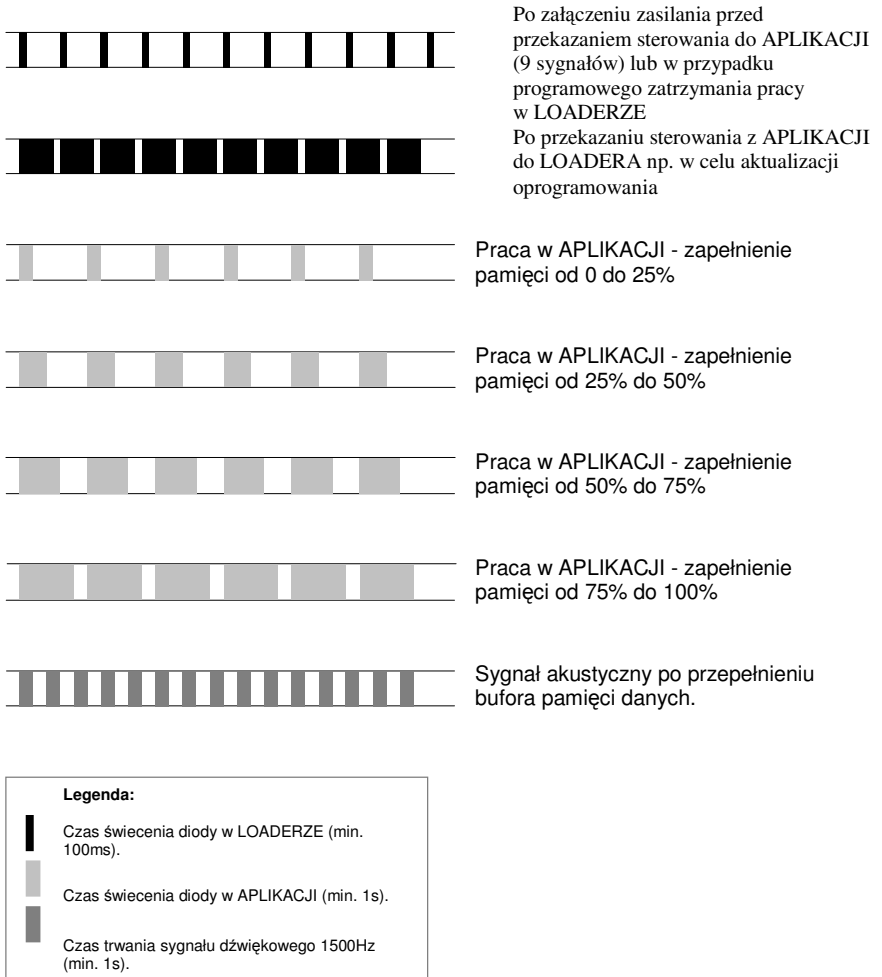 Po załączeniu zasilania przed
przekazaniem sterowania do APLIKACJI
(9 sygnałów) lub w przypadku
programowego zatrzymania pracy
w LOADERZE
Po przekazaniu sterowania z APLIKACJI
do LOADERA np. w celu aktualizacji
oprogramowania
Praca w APLIKACJI - zapełnienie
pamięci od 0 do 25%
Praca w APLIKACJI - zapełnienie
pamięci od 25% do 50%
Praca w APLIKACJI - zapełnienie
pamięci od 50% do 75%
Praca w APLIKACJI - zapełnienie
pamięci od 75% do 100%
Sygnał akustyczny po przepełnieniu
bufora pamięci danych.
Legenda:
Czas świecenia diody w LOADERZE (min.
100ms).
Czas świecenia diody w APLIKACJI (min. 1s).
Czas trwania sygnału dźwiękowego 1500Hz
(min. 1s).